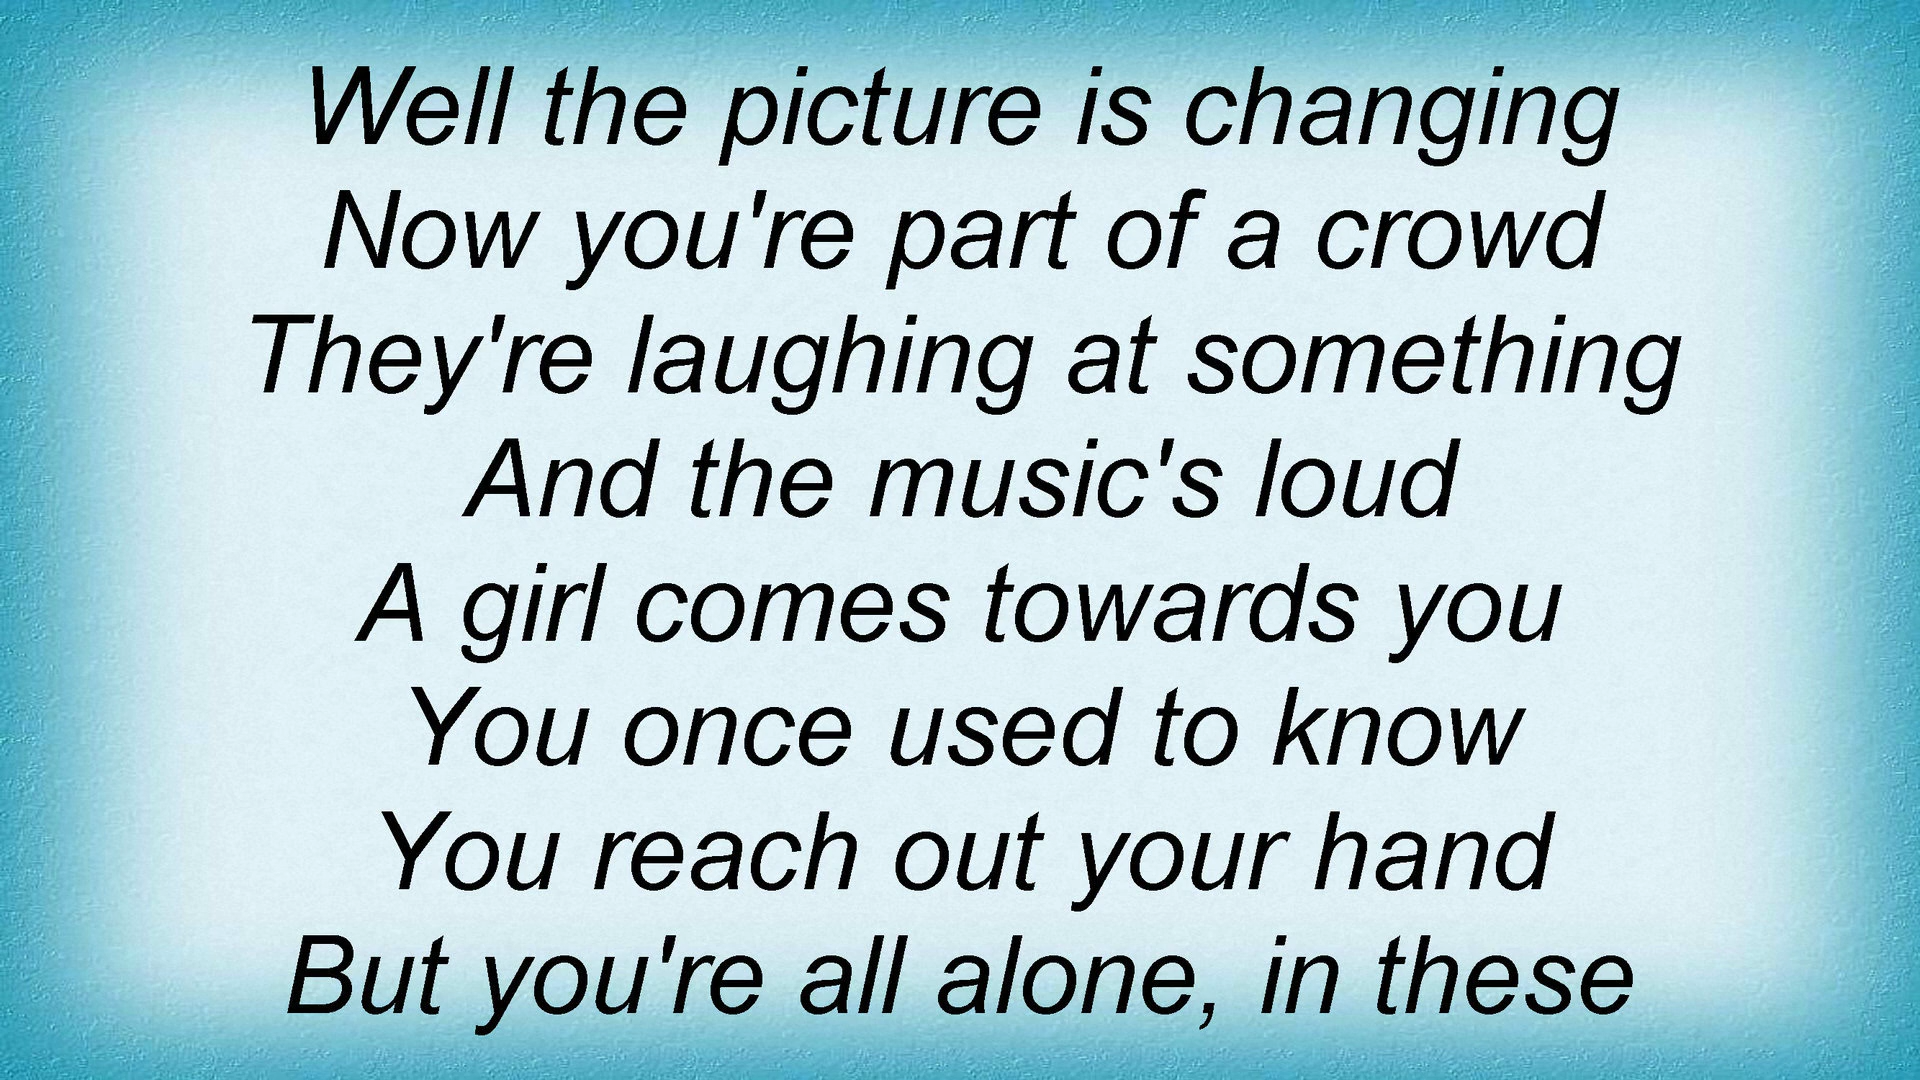 Well the picture is changing
Now you're part of a crowd
They're laughing at something
And the music's loud
A girl comes towards you
You once used to know
You reach out your hand
But you're all alone, in these